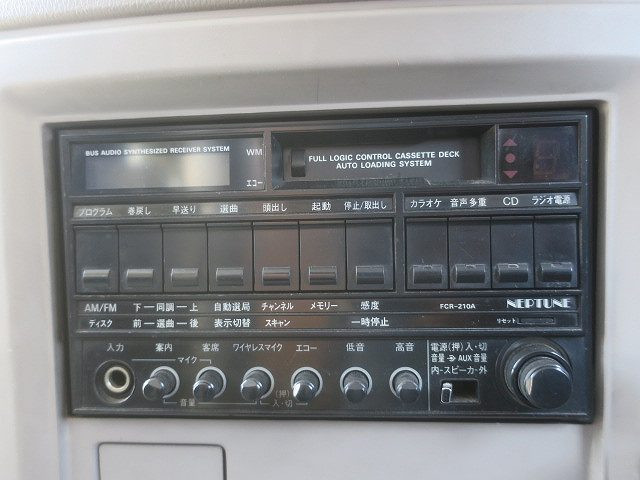 BUS AUDIO SYNTHESIZED RECEIVER SYSTEM
WM
エコー
FULL LOGIC CONTROL CASSETTE DECK
AUTO LOADING SYSTEM
プログラム 巻戻し 早送り 選曲 頭出し 起動 停止/取出し カラオケ 音声多重 CD ラジオ電源
AM/FM 下ー同調ー上 自動選局 チャンネル メモリー 感度 FCR-210A NEPTUNE
ディスク 前ー選曲ー後 表示切替 スキャン 一時停止 リセット
入力 案内 客席 ワイヤレスマイク エコー 低音 高音
マイク
音量
(押)
入・切
電源(押)入・切
音量 AUX音量
内-スピーカ-外